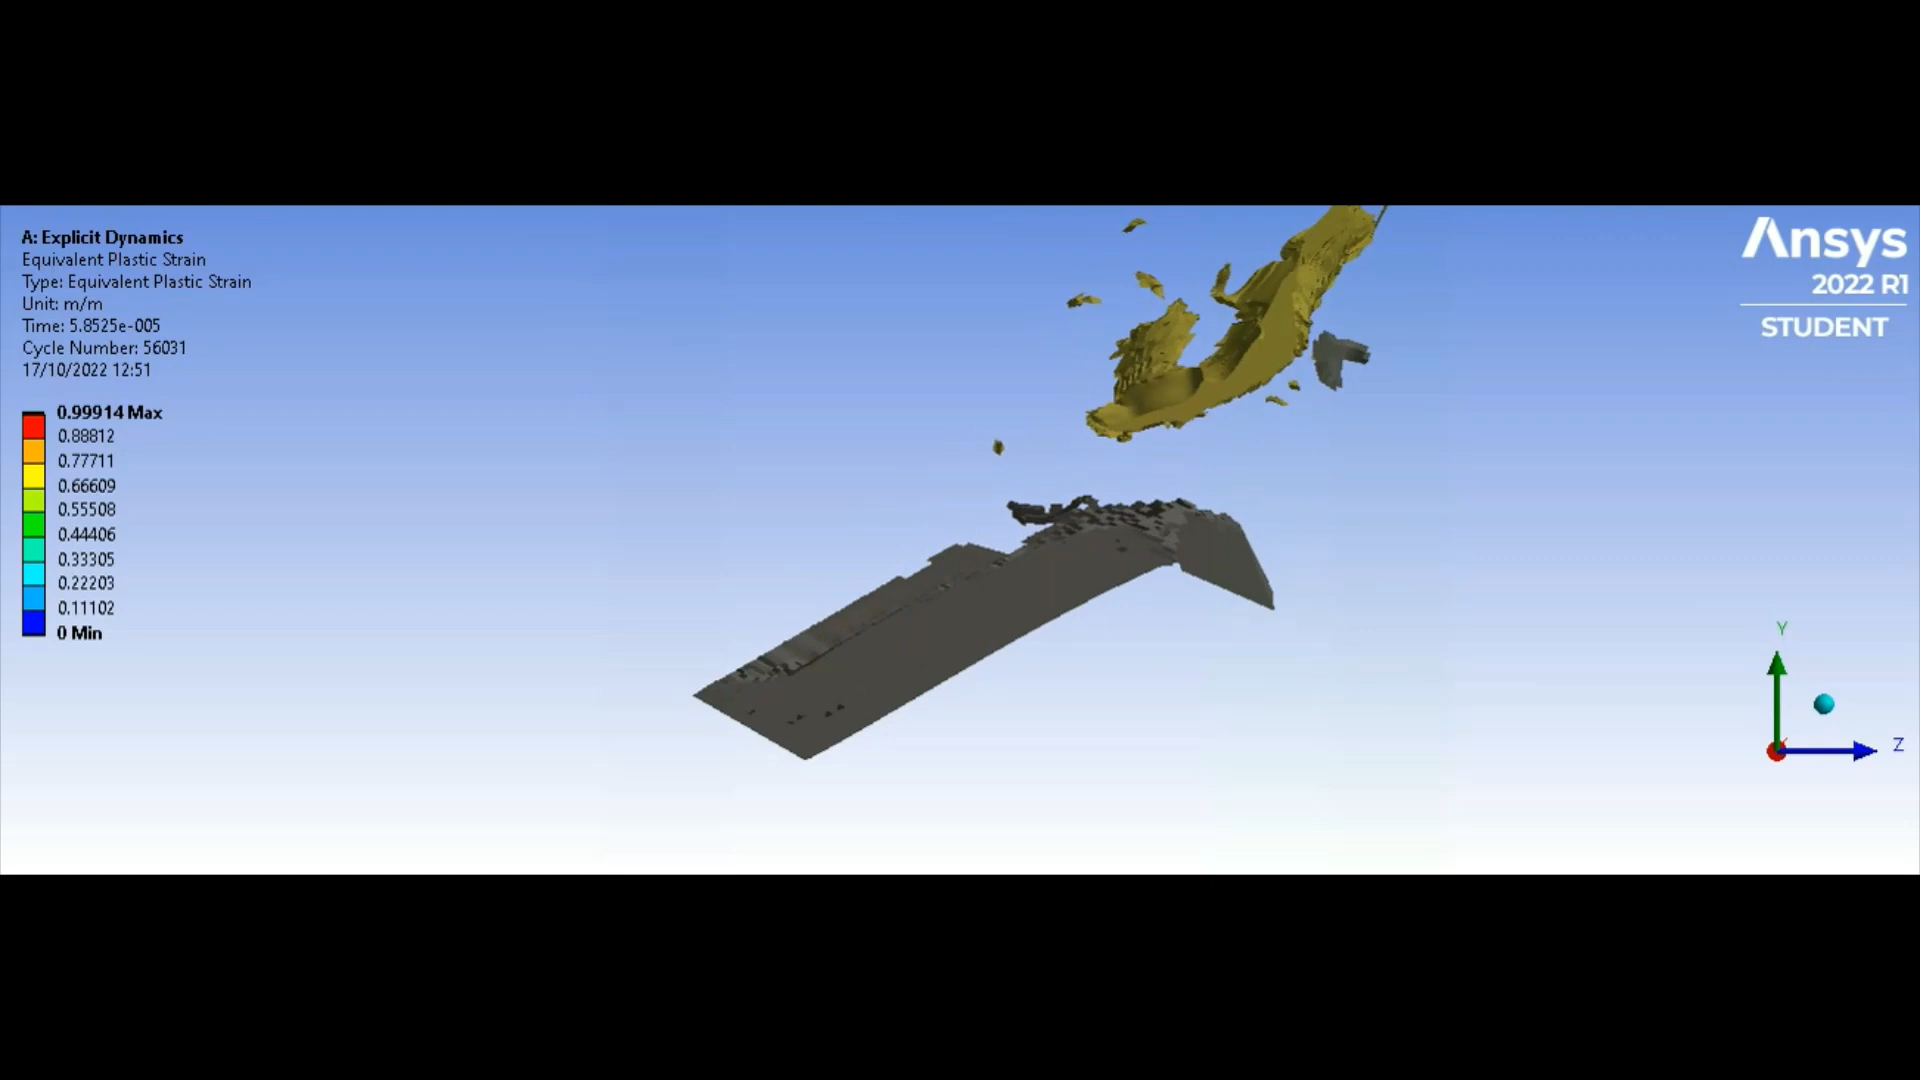 A: Explicit Dynamics
Equivalent Plastic Strain
Type: Equivalent Plastic Strain
Unit: m/m
Time: 5.8525e-005
Cycle Number: 56031
17/10/2022 12:51
0.99914 Max
0.88812
0.77711
0.66609
0.55508
0.44406
0.33305
0.22203
0.11102
0 Min
Ansys
2022 R1
STUDENT
Y
Z